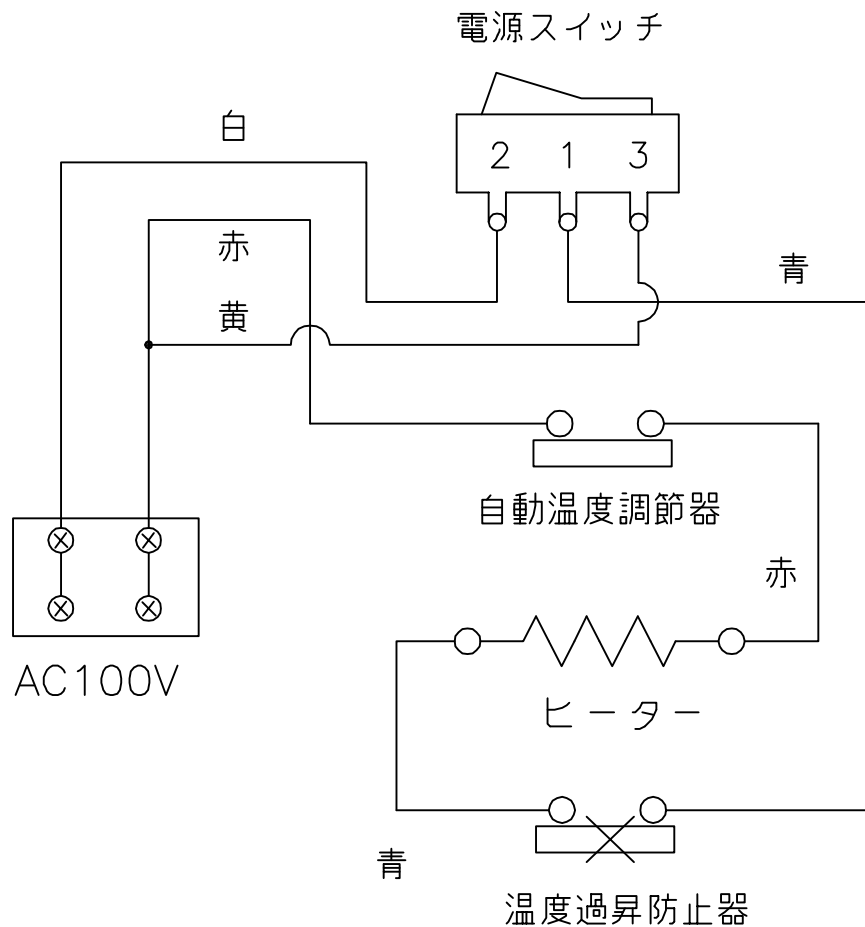 電源スイッチ
白
2 1 3
赤
青
黄
自動温度調節器
赤
AC100V
ヒーター
青
温度過昇防止器